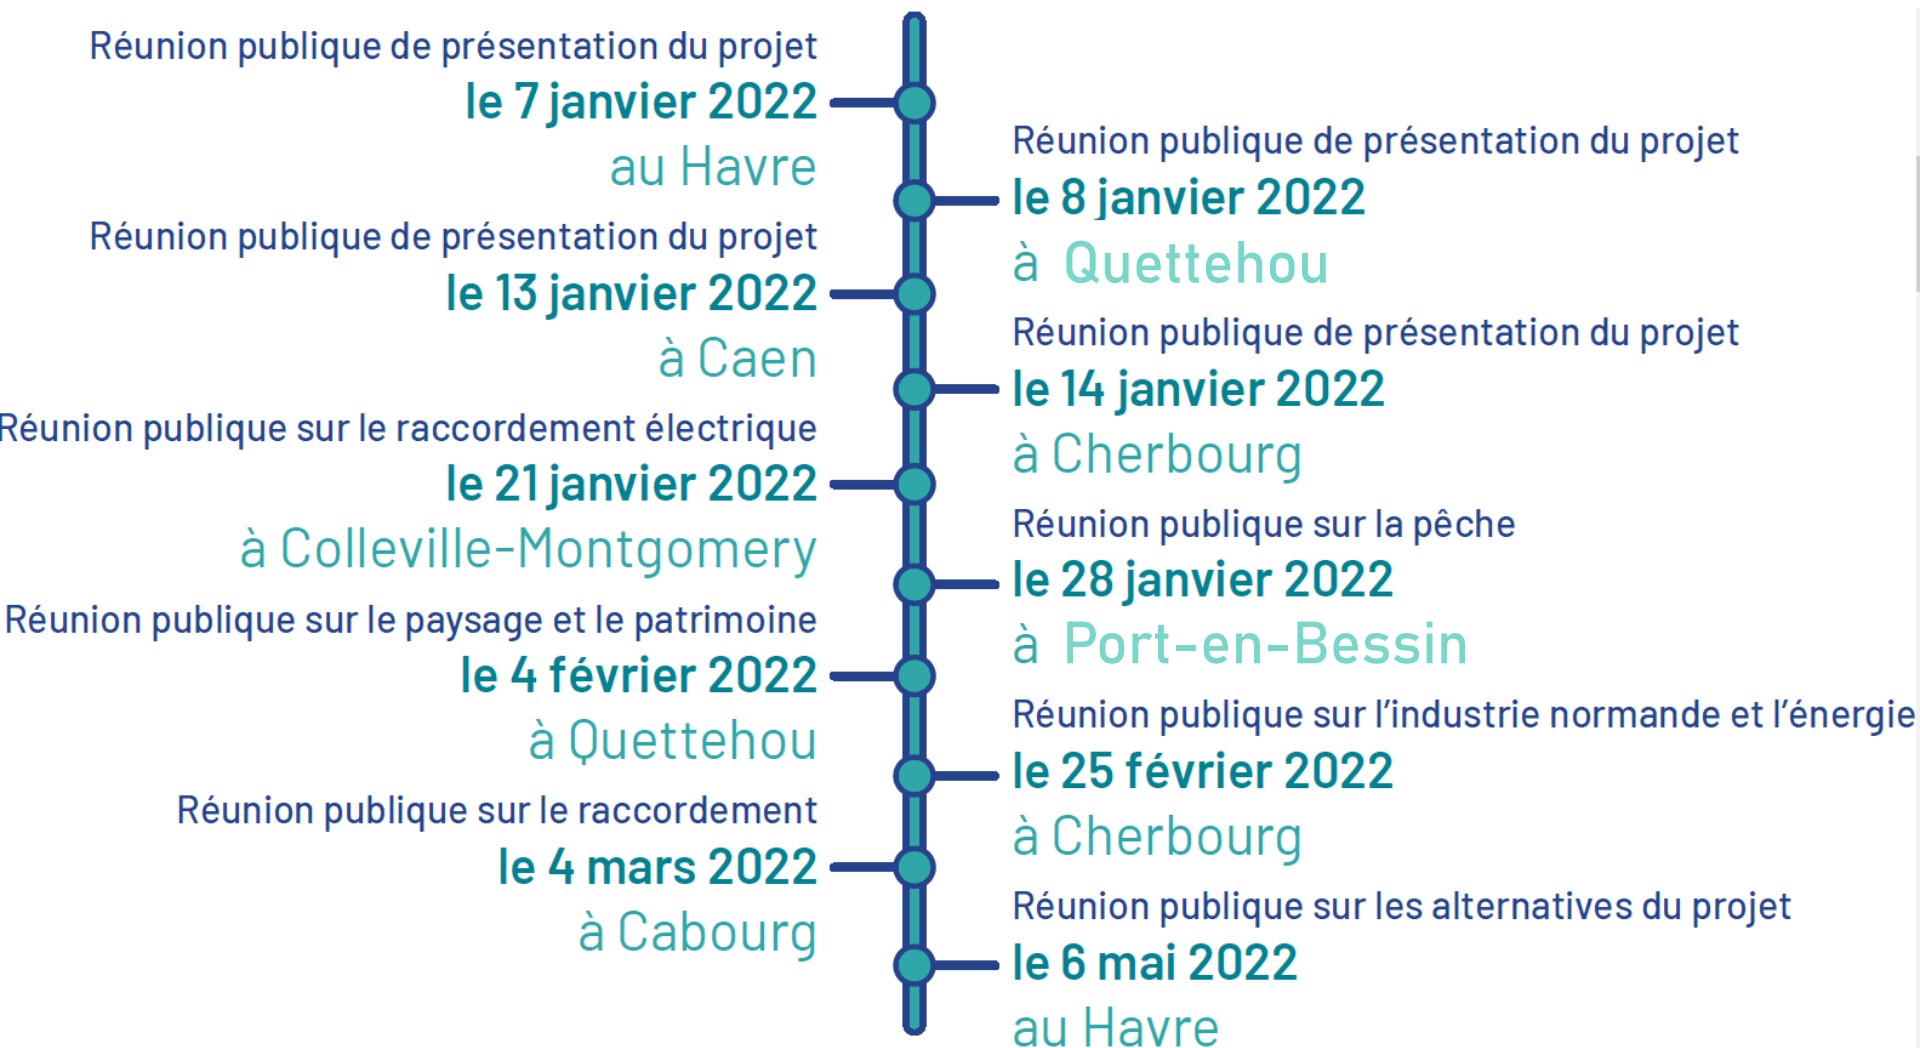 Réunion publique de présentation du projet
le 7 janvier 2022
au Havre
Réunion publique de présentation du projet
le 8 janvier 2022
à Quettehou
Réunion publique de présentation du projet
le 13 janvier 2022
à Caen
Réunion publique de présentation du projet
le 14 janvier 2022
à Cherbourg
Réunion publique sur le raccordement électrique
le 21 janvier 2022
à Colleville-Montgomery
Réunion publique sur la pêche
le 28 janvier 2022
à Port-en-Bessin
Réunion publique sur le paysage et le patrimoine
le 4 février 2022
à Quettehou
Réunion publique sur l'industrie normande et l'énergie
le 25 février 2022
à Cherbourg
Réunion publique sur le raccordement
le 4 mars 2022
à Cabourg
Réunion publique sur les alternatives du projet
le 6 mai 2022
au Havre